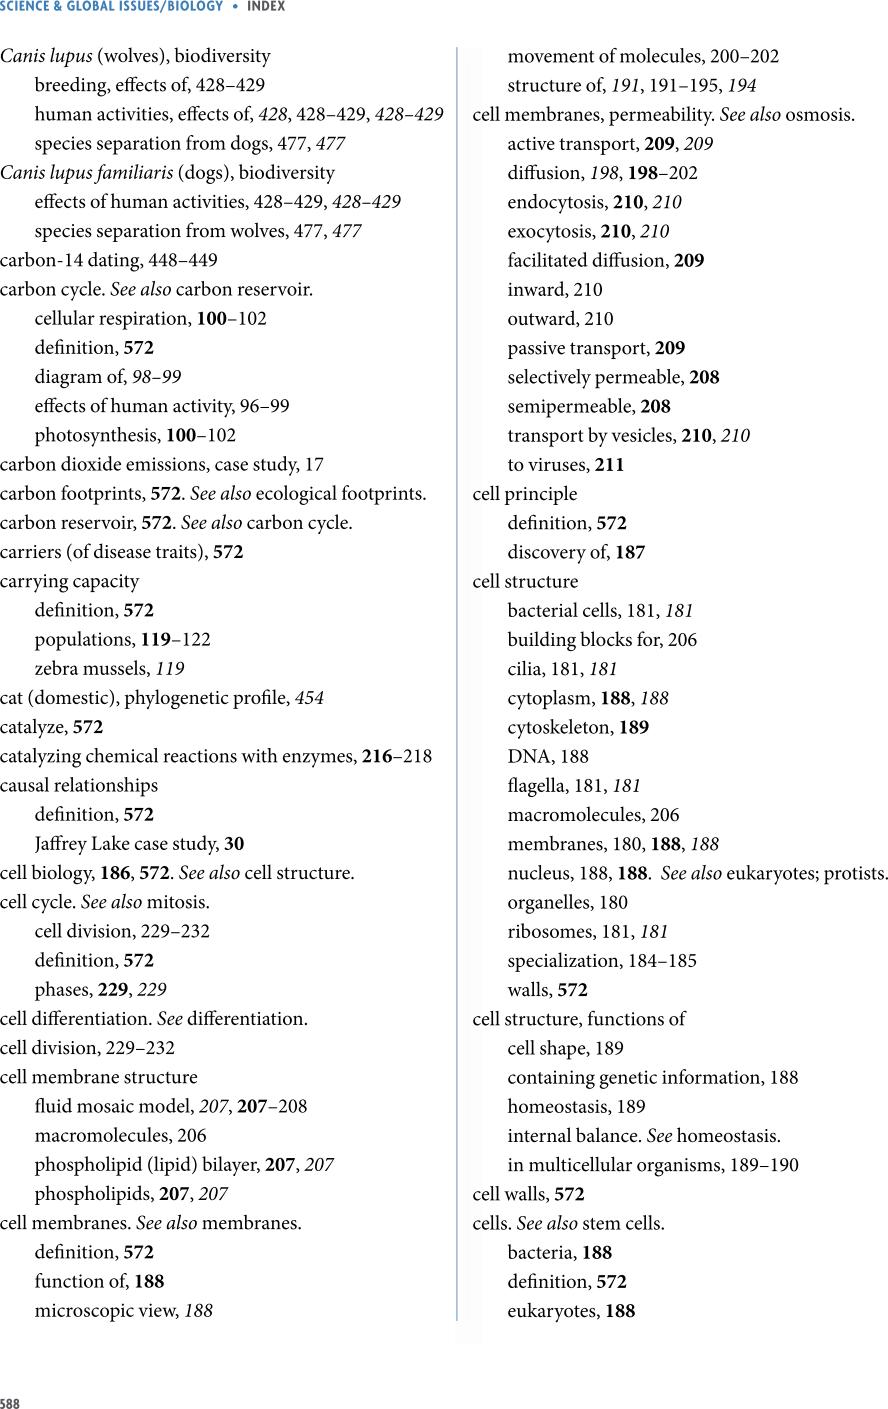 SCIENCE & GLOBAL ISSUES/BIOLOGY • INDEX
Canis lupus (wolves), biodiversity
breeding, effects of, 428–429
human activities, effects of, 428, 428–429, 428–429
species separation from dogs, 477, 477
Canis lupus familiaris (dogs), biodiversity
effects of human activities, 428–429, 428–429
species separation from wolves, 477, 477
carbon-14 dating, 448–449
carbon cycle. See also carbon reservoir.
cellular respiration, 100–102
definition, 572
diagram of, 98–99
effects of human activity, 96–99
photosynthesis, 100–102
carbon dioxide emissions, case study, 17
carbon footprints, 572. See also ecological footprints.
carbon reservoir, 572. See also carbon cycle.
carriers (of disease traits), 572
carrying capacity
definition, 572
populations, 119–122
zebra mussels, 119
cat (domestic), phylogenetic profile, 454
catalyze, 572
catalyzing chemical reactions with enzymes, 216–218
causal relationships
definition, 572
Jaffrey Lake case study, 30
cell biology, 186, 572. See also cell structure.
cell cycle. See also mitosis.
cell division, 229–232
definition, 572
phases, 229, 229
cell differentiation. See differentiation.
cell division, 229–232
cell membrane structure
fluid mosaic model, 207, 207–208
macromolecules, 206
phospholipid (lipid) bilayer, 207, 207
phospholipids, 207, 207
cell membranes. See also membranes.
definition, 572
function of, 188
microscopic view, 188
movement of molecules, 200–202
structure of, 191, 191–195, 194
cell membranes, permeability. See also osmosis.
active transport, 209, 209
diffusion, 198, 198–202
endocytosis, 210, 210
exocytosis, 210, 210
facilitated diffusion, 209
inward, 210
outward, 210
passive transport, 209
selectively permeable, 208
semipermeable, 208
transport by vesicles, 210, 210
to viruses, 211
cell principle
definition, 572
discovery of, 187
cell structure
bacterial cells, 181, 181
building blocks for, 206
cilia, 181, 181
cytoplasm, 188, 188
cytoskeleton, 189
DNA, 188
flagella, 181, 181
macromolecules, 206
membranes, 180, 188, 188
nucleus, 188, 188. See also eukaryotes; protists.
organelles, 180
ribosomes, 181, 181
specialization, 184–185
walls, 572
cell structure, functions of
cell shape, 189
containing genetic information, 188
homeostasis, 189
internal balance. See homeostasis.
in multicellular organisms, 189–190
cell walls, 572
cells. See also stem cells.
bacteria, 188
definition, 572
eukaryotes, 188
588